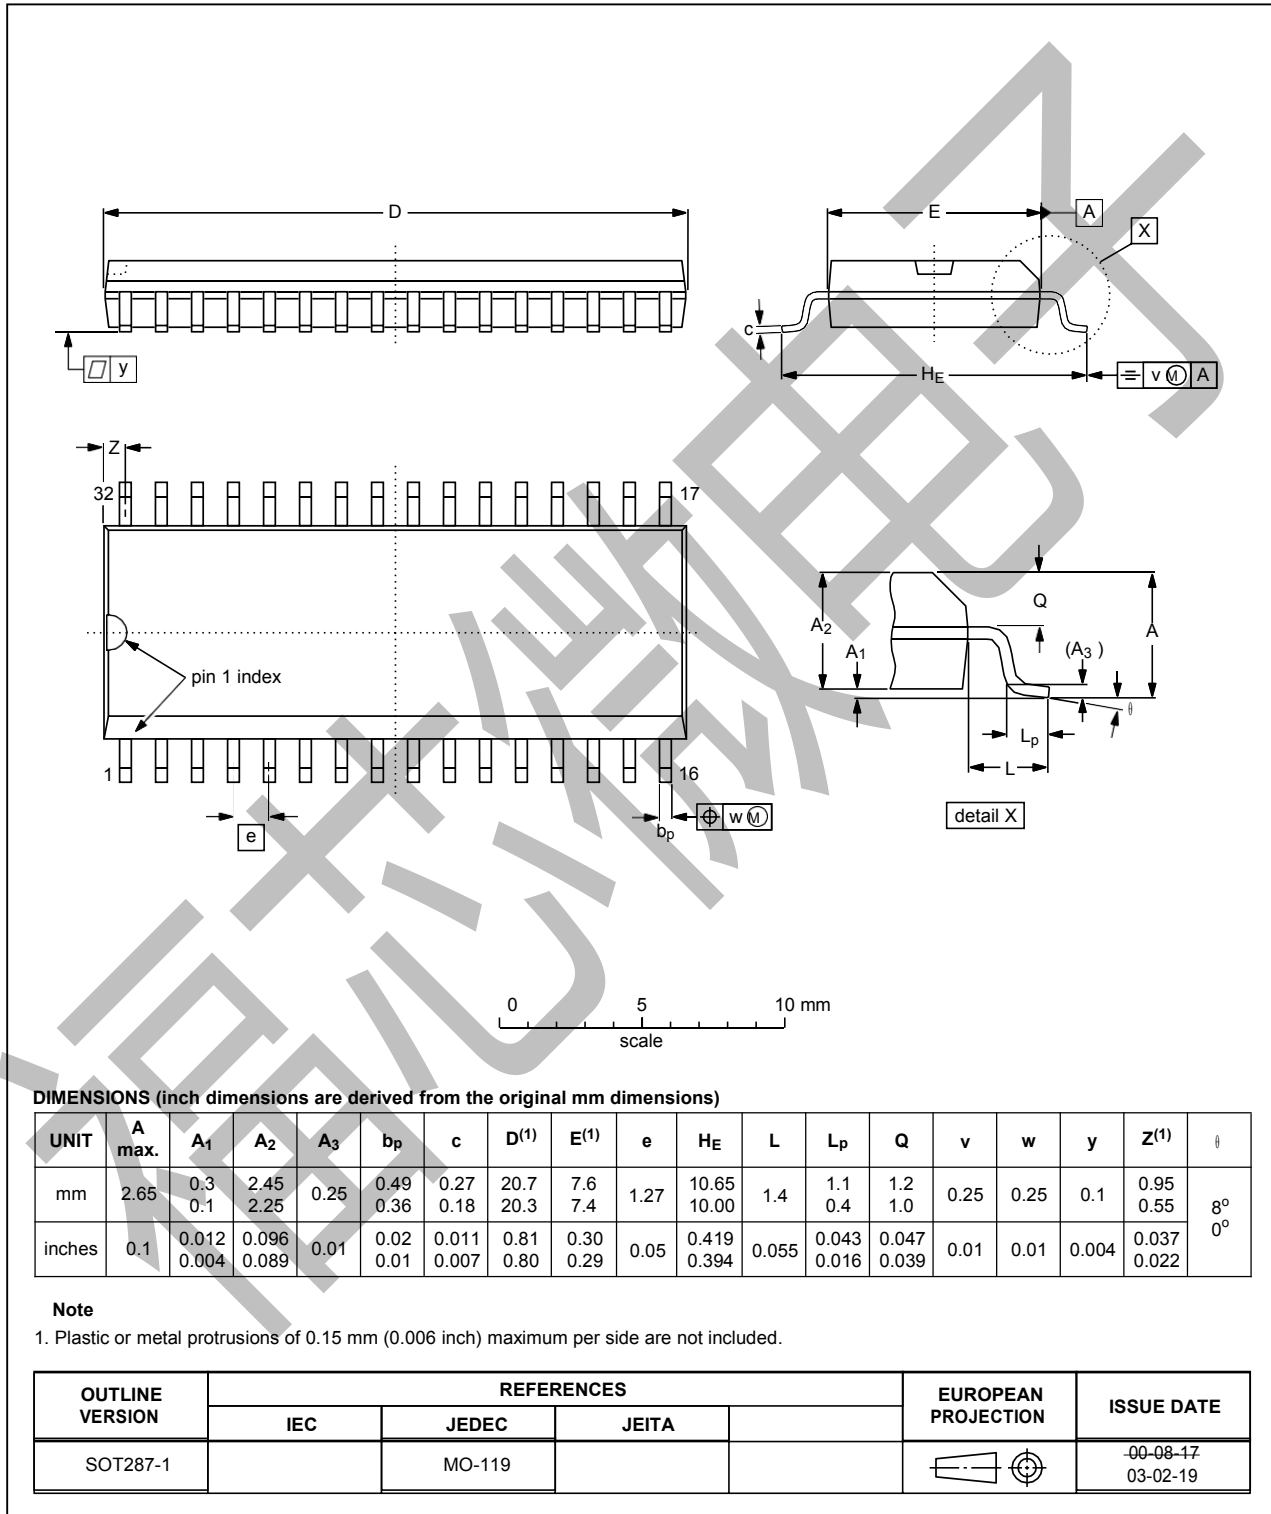 D
E
A
X
c
y
HE
v M A
Z
32
17
pin 1 index
1
16
e
bp
w M
A2
A1
Q
(A3 )
A
θ
Lp
L
detail X
0 5 10 mm
scale
DIMENSIONS (inch dimensions are derived from the original mm dimensions)
UNIT A max. A1 A2 A3 bp c D(1) E(1) e HE L Lp Q v w y Z(1) θ
mm 2.65 0.3 0.1 2.45 2.25 0.25 0.49 0.36 0.27 0.18 20.7 20.3 7.6 7.4 1.27 10.65 10.00 1.4 1.1 0.4 1.2 1.0 0.25 0.25 0.1 0.95 0.55 8o 0o
inches 0.1 0.012 0.004 0.096 0.089 0.01 0.02 0.01 0.011 0.007 0.81 0.80 0.30 0.29 0.05 0.419 0.394 0.055 0.043 0.016 0.047 0.039 0.01 0.01 0.004 0.037 0.022
Note
1. Plastic or metal protrusions of 0.15 mm (0.006 inch) maximum per side are not included.
OUTLINE VERSION REFERENCES EUROPEAN PROJECTION ISSUE DATE
IEC JEDEC JEITA
SOT287-1 MO-119 00-08-17
03-02-19
福芯微电子